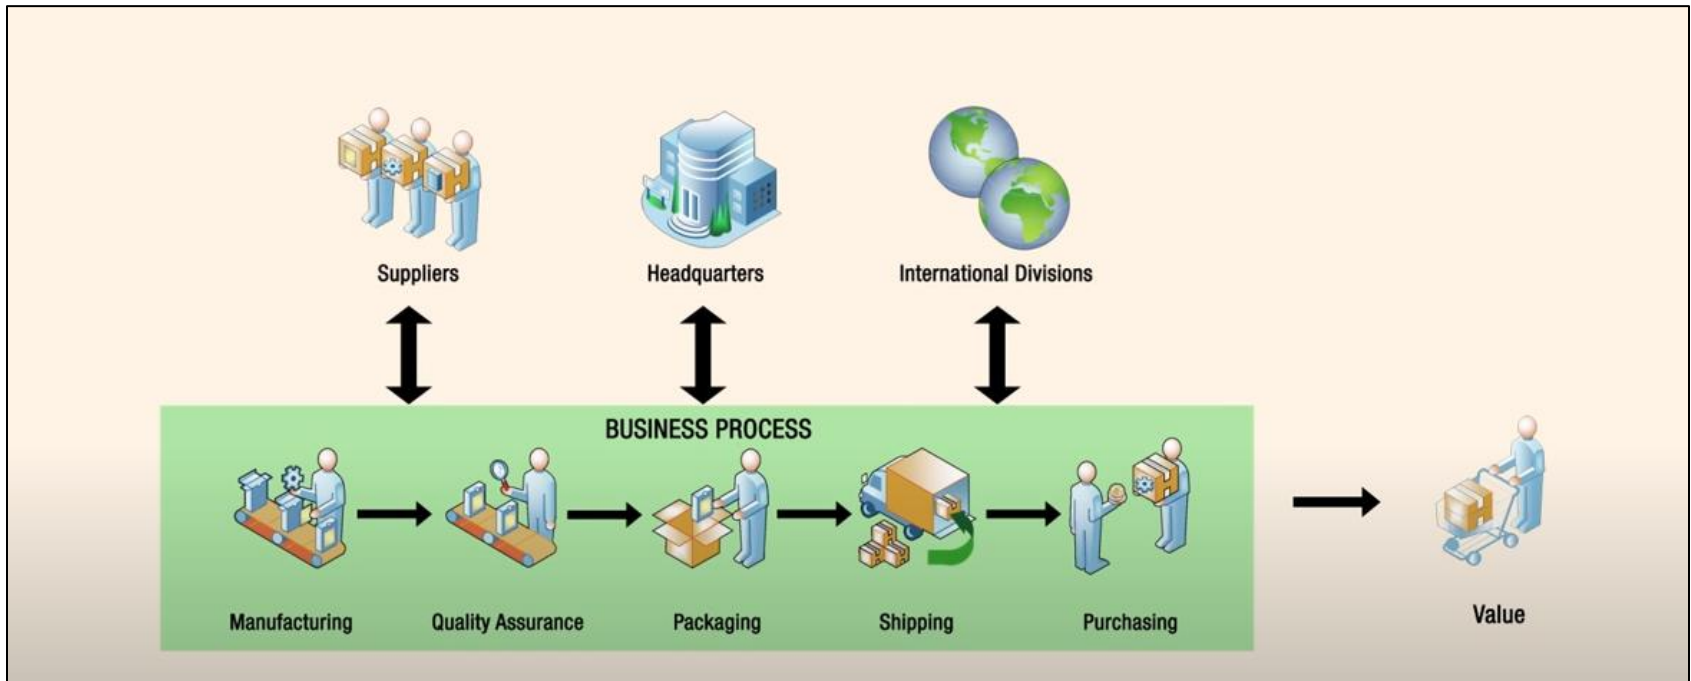 Suppliers
Headquarters
International Divisions
BUSINESS PROCESS
Manufacturing
Quality Assurance
Packaging
Shipping
Purchasing
Value